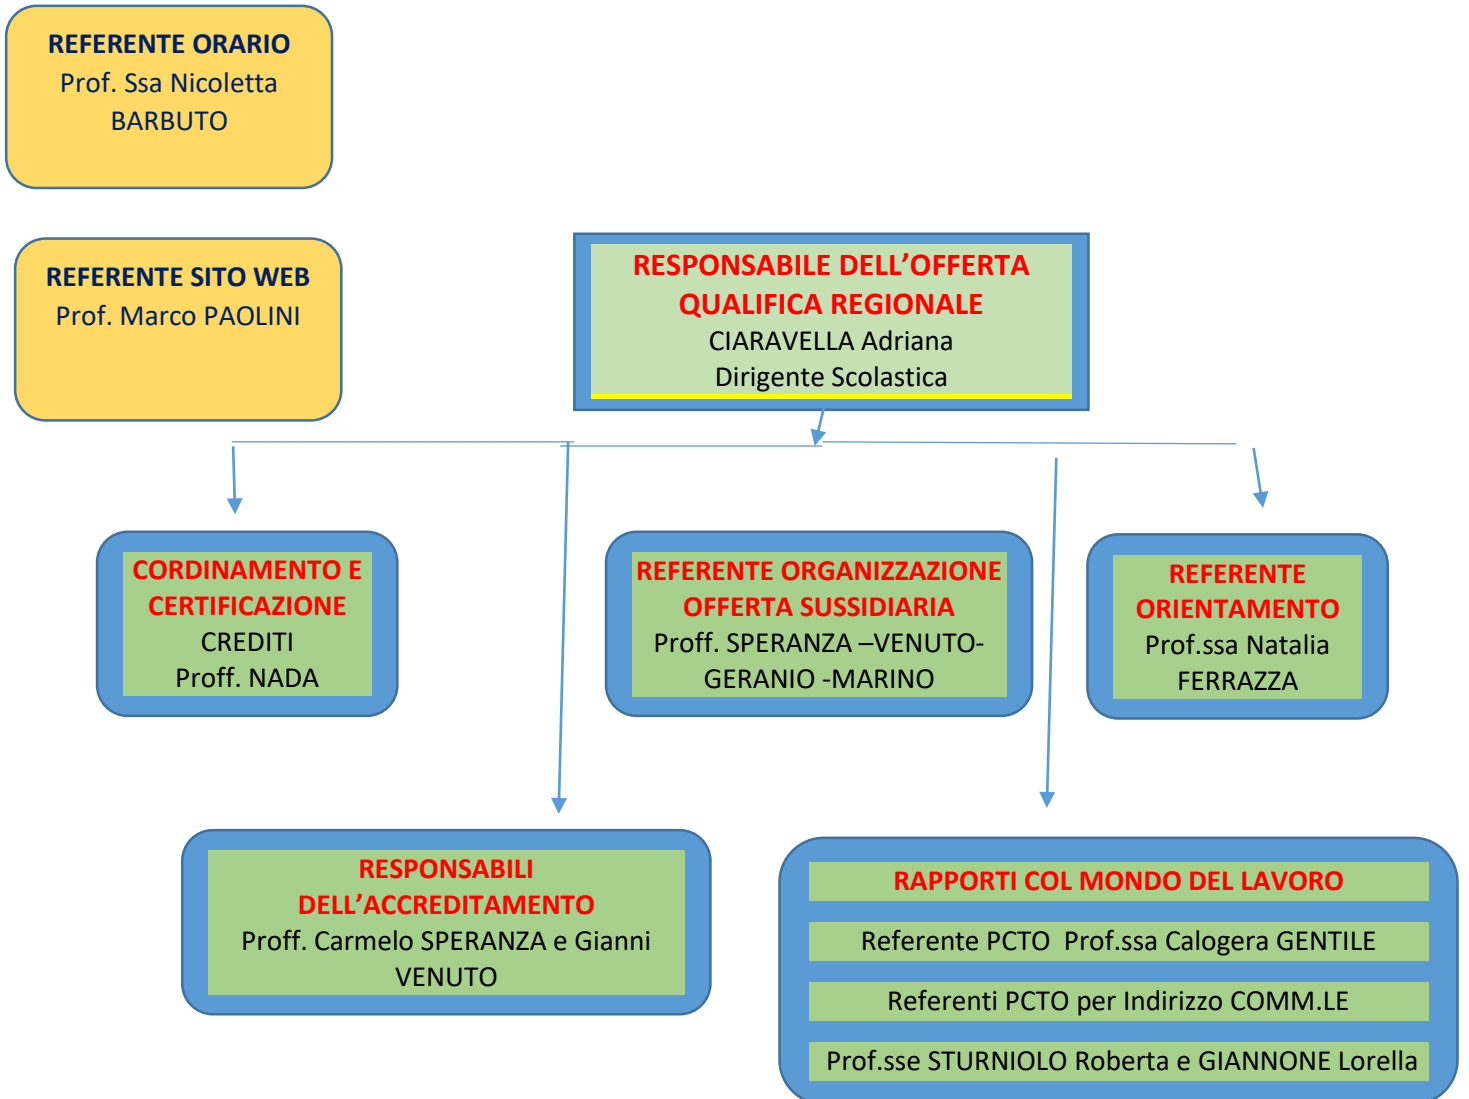 REFERENTE ORARIO
Prof. Ssa Nicoletta
BARBUTO
REFERENTE SITO WEB
Prof. Marco PAOLINI
RESPONSABILE DELL’OFFERTA
QUALIFICA REGIONALE
CIARAVELLA Adriana
Dirigente Scolastica
CORDINAMENTO E
CERTIFICAZIONE
CREDITI
Proff. NADA
REFERENTE ORGANIZZAZIONE
OFFERTA SUSSIDIARIA
Proff. SPERANZA –VENUTO-
GERANIO -MARINO
REFERENTE
ORIENTAMENTO
Prof.ssa Natalia
FERRAZZA
RESPONSABILI
DELL’ACCREDITAMENTO
Proff. Carmelo SPERANZA e Gianni
VENUTO
RAPPORTI COL MONDO DEL LAVORO
Referente PCTO  Prof.ssa Calogera GENTILE
Referenti PCTO per Indirizzo COMM.LE
Prof.sse STURNIOLO Roberta e GIANNONE Lorella